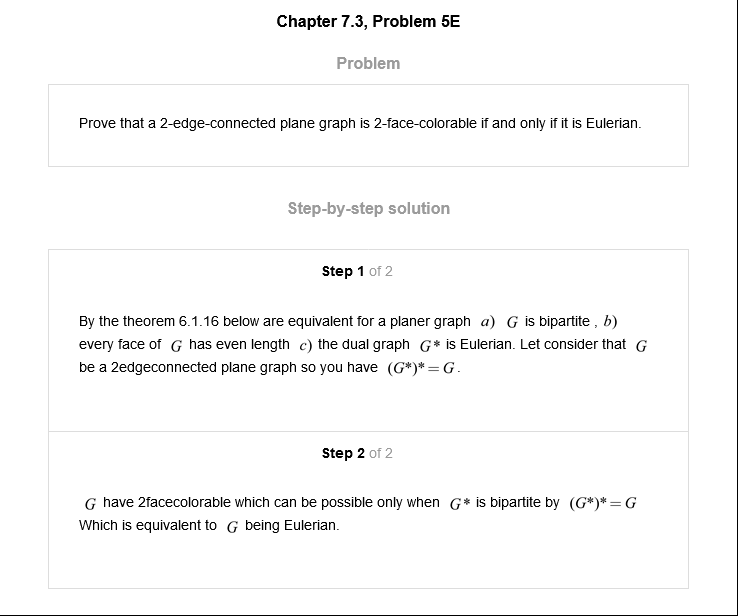 Chapter 7.3, Problem 5E
Problem
Prove that a 2-edge-connected plane graph is 2-face-colorable if and only if it is Eulerian.
Step-by-step solution
Step 1 of 2
By the theorem 6.1.16 below are equivalent for a planer graph a) G is bipartite , b)
every face of G has even length c) the dual graph G* is Eulerian. Let consider that G
be a 2edgeconnected plane graph so you have (G*)* = G.
Step 2 of 2
G have 2facecolorable which can be possible only when G* is bipartite by (G*)* = G
Which is equivalent to G being Eulerian.